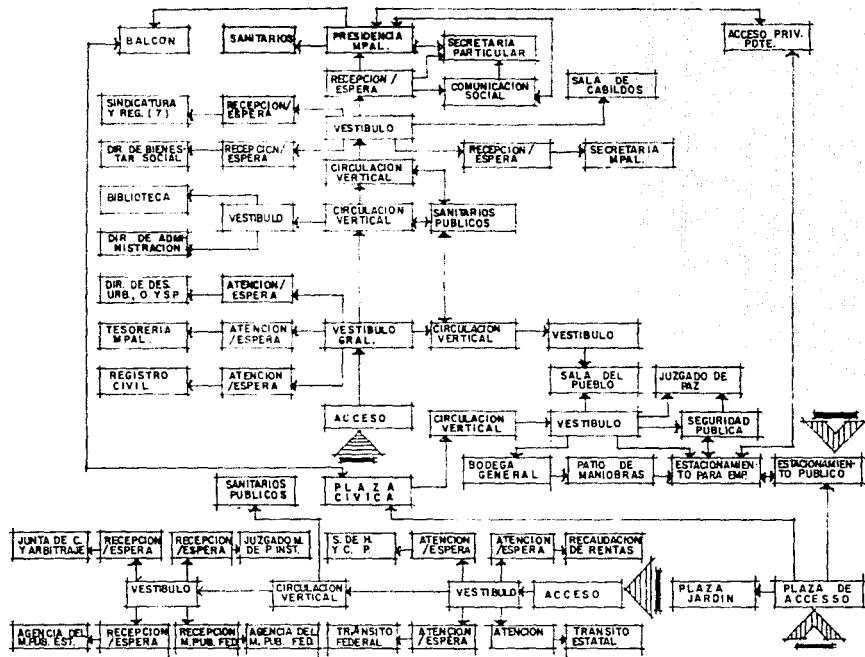 BALCON
SANITARIOS
PRESIDENCIA
MPAL.
SECRETARIA
PARTICULAR
ACCESO PRIV.
PDTE.
RECEPCION /
ESPERA
COMUNICACION
SOCIAL
SALA DE
CABILDOS
SINDICATURA
Y REG. ( 7 )
RECEPCION/
ESPERA
VESTIBULO
DIR. DE BIENES-
TAR SOCIAL
RECEPCION/
ESPERA
RECEPCION/
ESPERA
SECRETARIA
MPAL.
CIRCULACION
VERTICAL
BIBLIOTECA
VESTIBULO
CIRCULACION
VERTICAL
SANITARIOS
PUBLICOS
DIR. DE ADMI-
NISTRACION
DIR. DE DES.
URB., O. Y S.P.
ATENCION/
ESPERA
TESORERIA
MPAL.
ATENCION
/ESPERA
VESTIBULO
GRAL.
CIRCULACION
VERTICAL
VESTIBULO
REGISTRO
CIVIL
ATENCION
/ESPERA
SALA DEL
PUEBLO
JUZGADO DE
PAZ
ACCESO
CIRCULACION
VERTICAL
VESTIBULO
SEGURIDAD
PUBLICA
BODEGA
GENERAL
PATIO DE
MANIOBRAS
ESTACIONAMIEN-
TO PARA EMP.
ESTACIONAMIEN-
TO PUBLICO
SANITARIOS
PUBLICOS
PLAZA
CIVICA
JUNTA DE C.
Y ARBITRAJE
RECEPCION
/ESPERA
RECEPCION
/ESPERA
JUZGADO M.
DE P. INST.
S. DE H.
Y C. P.
ATENCION
/ESPERA
ATENCION
/ESPERA
RECAUDACION
DE RENTAS
VESTIBULO
CIRCULACION
VERTICAL
VESTIBULO
ACCESO
PLAZA
JARDIN
PLAZA DE
ACCESO
AGENCIA DEL
M. PUB. EST.
RECEPCION
/ESPERA
RECEPCION
M. PUB. FED.
AGENCIA DEL
M. PUB. FED.
TRANSITO
FEDERAL
ATENCION
/ESPERA
ATENCION
TRANSITO
ESTATAL